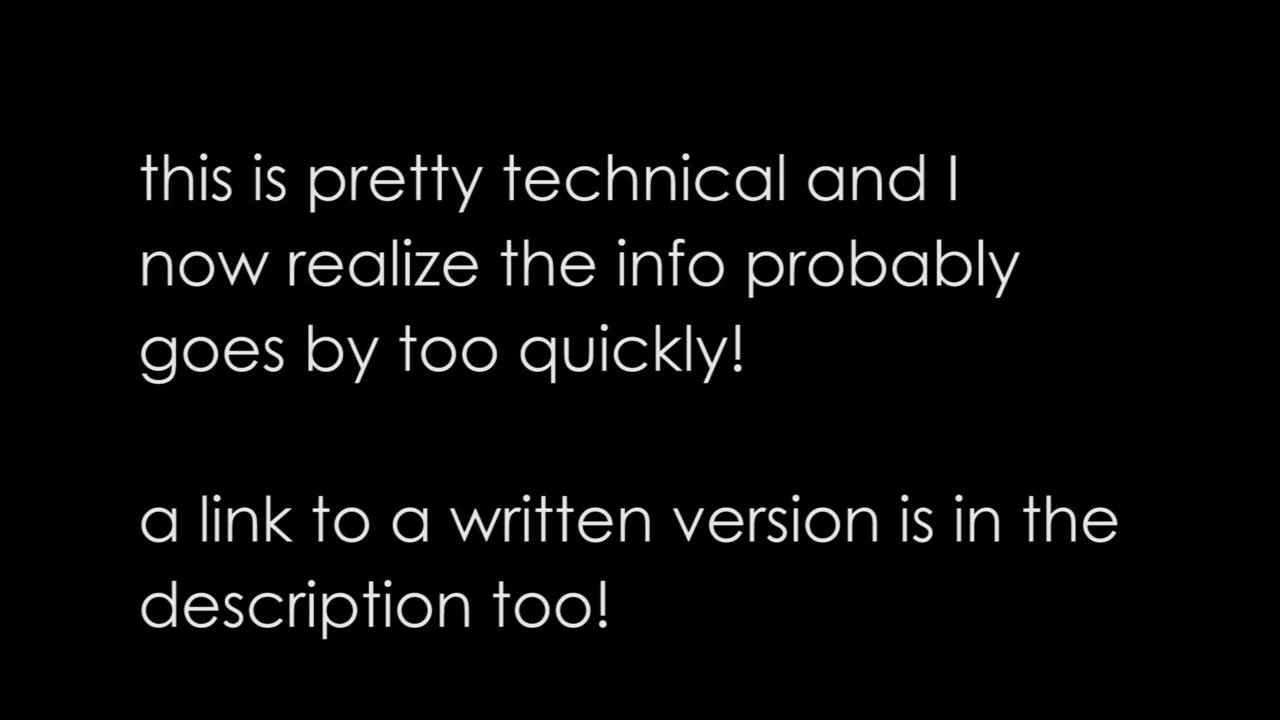 this is pretty technical and I
now realize the info probably
goes by too quickly!
a link to a written version is in the
description too!